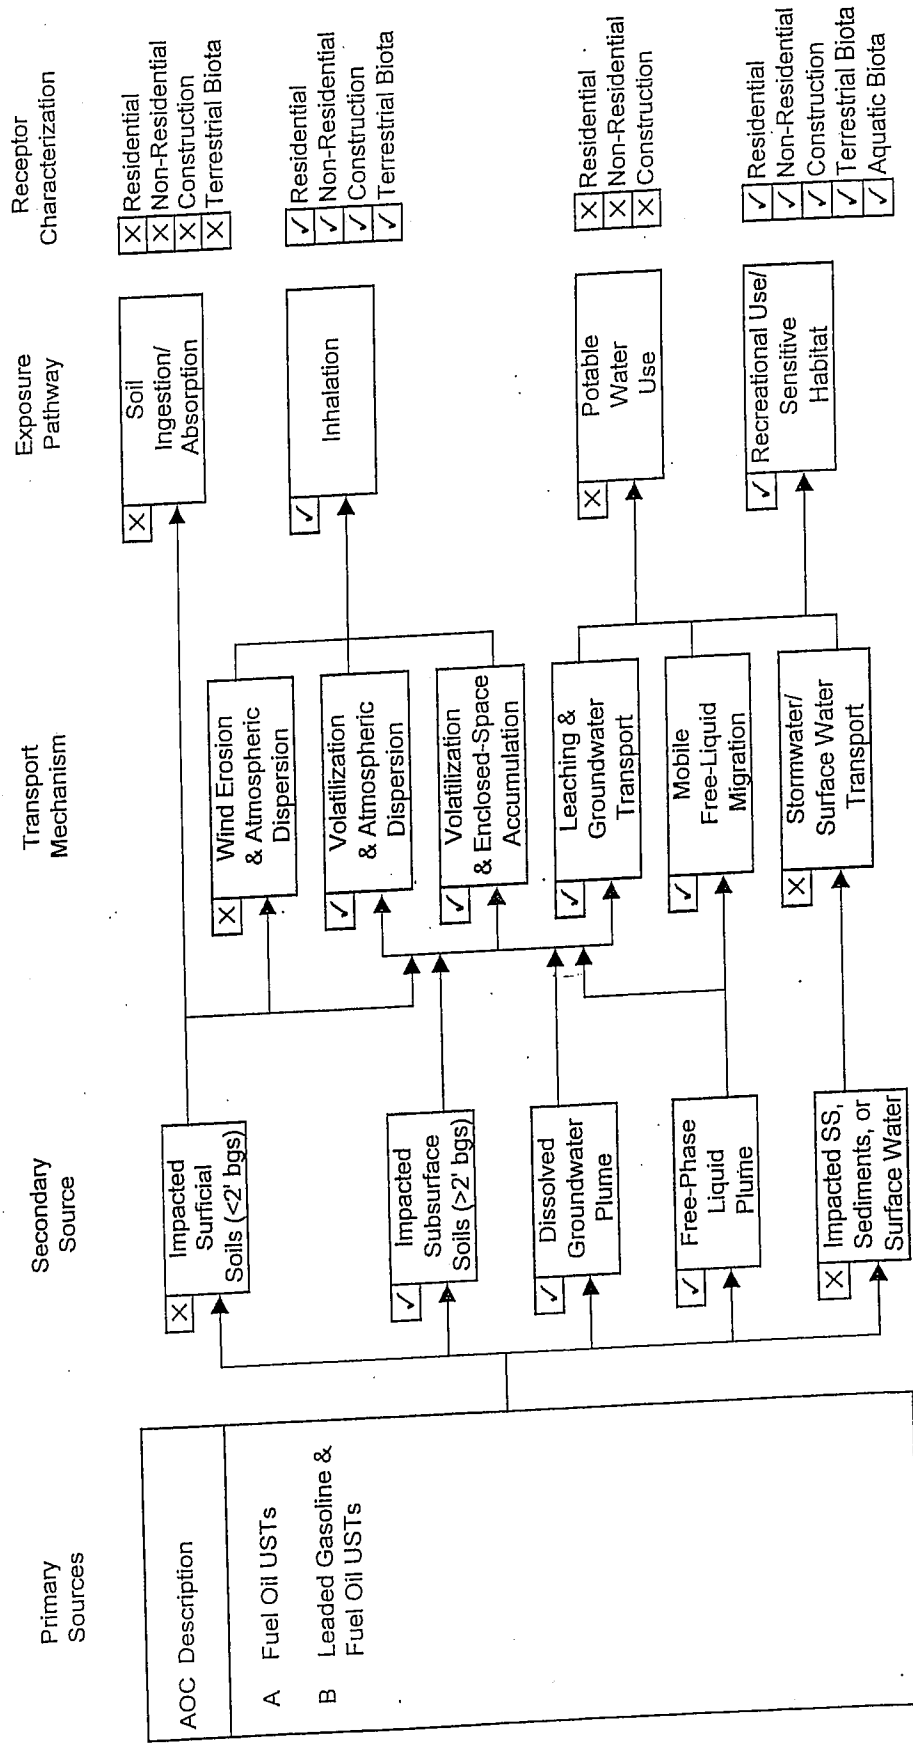 Primary
Sources
Secondary
Source
Transport
Mechanism
Exposure
Pathway
Receptor
Characterization
AOC Description
A Fuel Oil USTs
B Leaded Gasoline &
Fuel Oil USTs
Impacted
Surficial
Soils (<2' bgs)
Impacted
Subsurface
Soils (>2' bgs)
Dissolved
Groundwater
Plume
Free-Phase
Liquid
Plume
Impacted SS,
Sediments, or
Surface Water
Wind Erosion
& Atmospheric
Dispersion
Volatilization
& Atmospheric
Dispersion
Volatilization
& Enclosed-Space
Accumulation
Leaching &
Groundwater
Transport
Mobile
Free-Liquid
Migration
Stormwater/
Surface Water
Transport
Soil
Ingestion/
Absorption
Inhalation
Potable
Water
Use
Recreational Use/
Sensitive
Habitat
Residential
Non-Residential
Construction
Terrestrial Biota
Residential
Non-Residential
Construction
Terrestrial Biota
Residential
Non-Residential
Construction
Residential
Non-Residential
Construction
Terrestrial Biota
Aquatic Biota